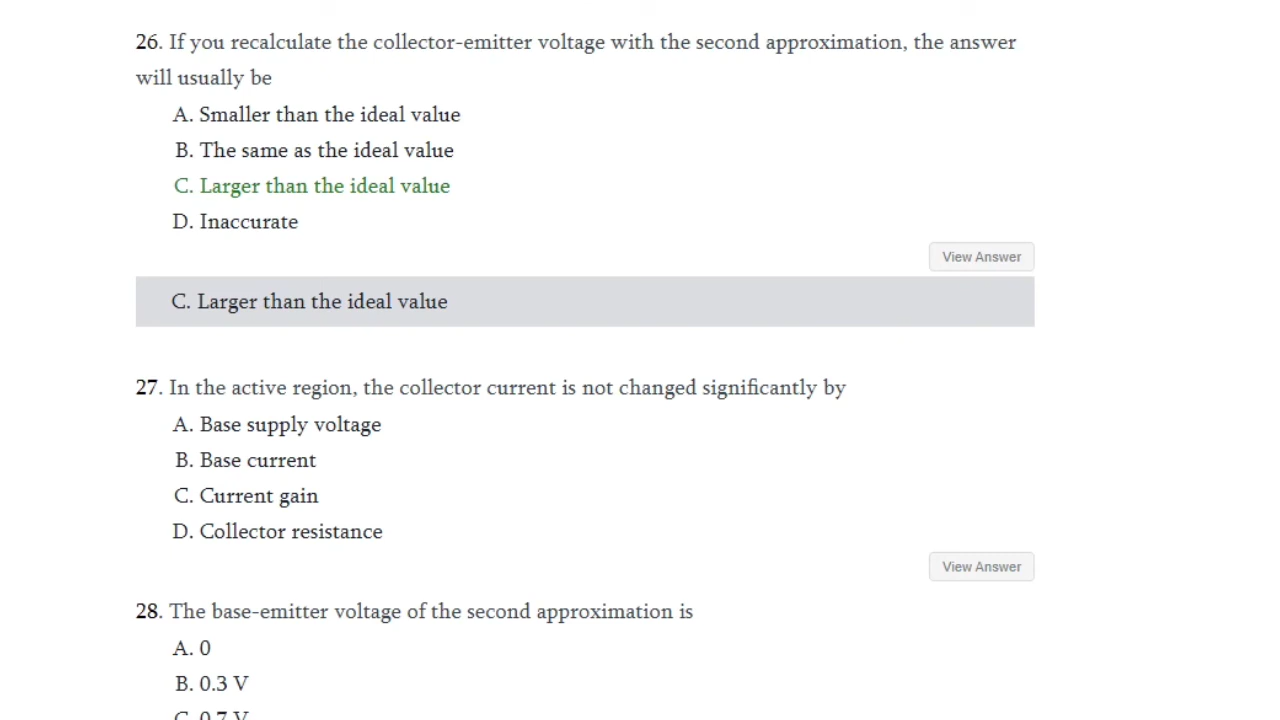 26. If you recalculate the collector-emitter voltage with the second approximation, the answer
will usually be
A. Smaller than the ideal value
B. The same as the ideal value
C. Larger than the ideal value
D. Inaccurate
View Answer
C. Larger than the ideal value
27. In the active region, the collector current is not changed significantly by
A. Base supply voltage
B. Base current
C. Current gain
D. Collector resistance
View Answer
28. The base-emitter voltage of the second approximation is
A. 0
B. 0.3 V
C. 0.7 V